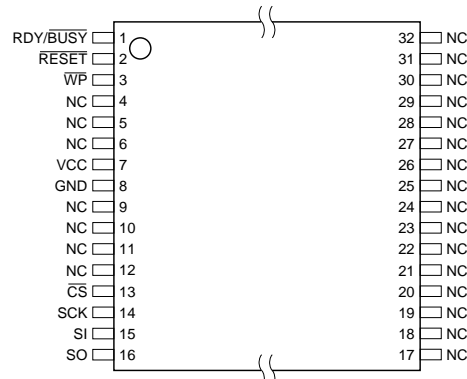 RDY/BUSY 1 32 NC
RESET 2 31 NC
WP 3 30 NC
NC 4 29 NC
NC 5 28 NC
NC 6 27 NC
VCC 7 26 NC
GND 8 25 NC
NC 9 24 NC
NC 10 23 NC
NC 11 22 NC
NC 12 21 NC
CS 13 20 NC
SCK 14 19 NC
SI 15 18 NC
SO 16 17 NC